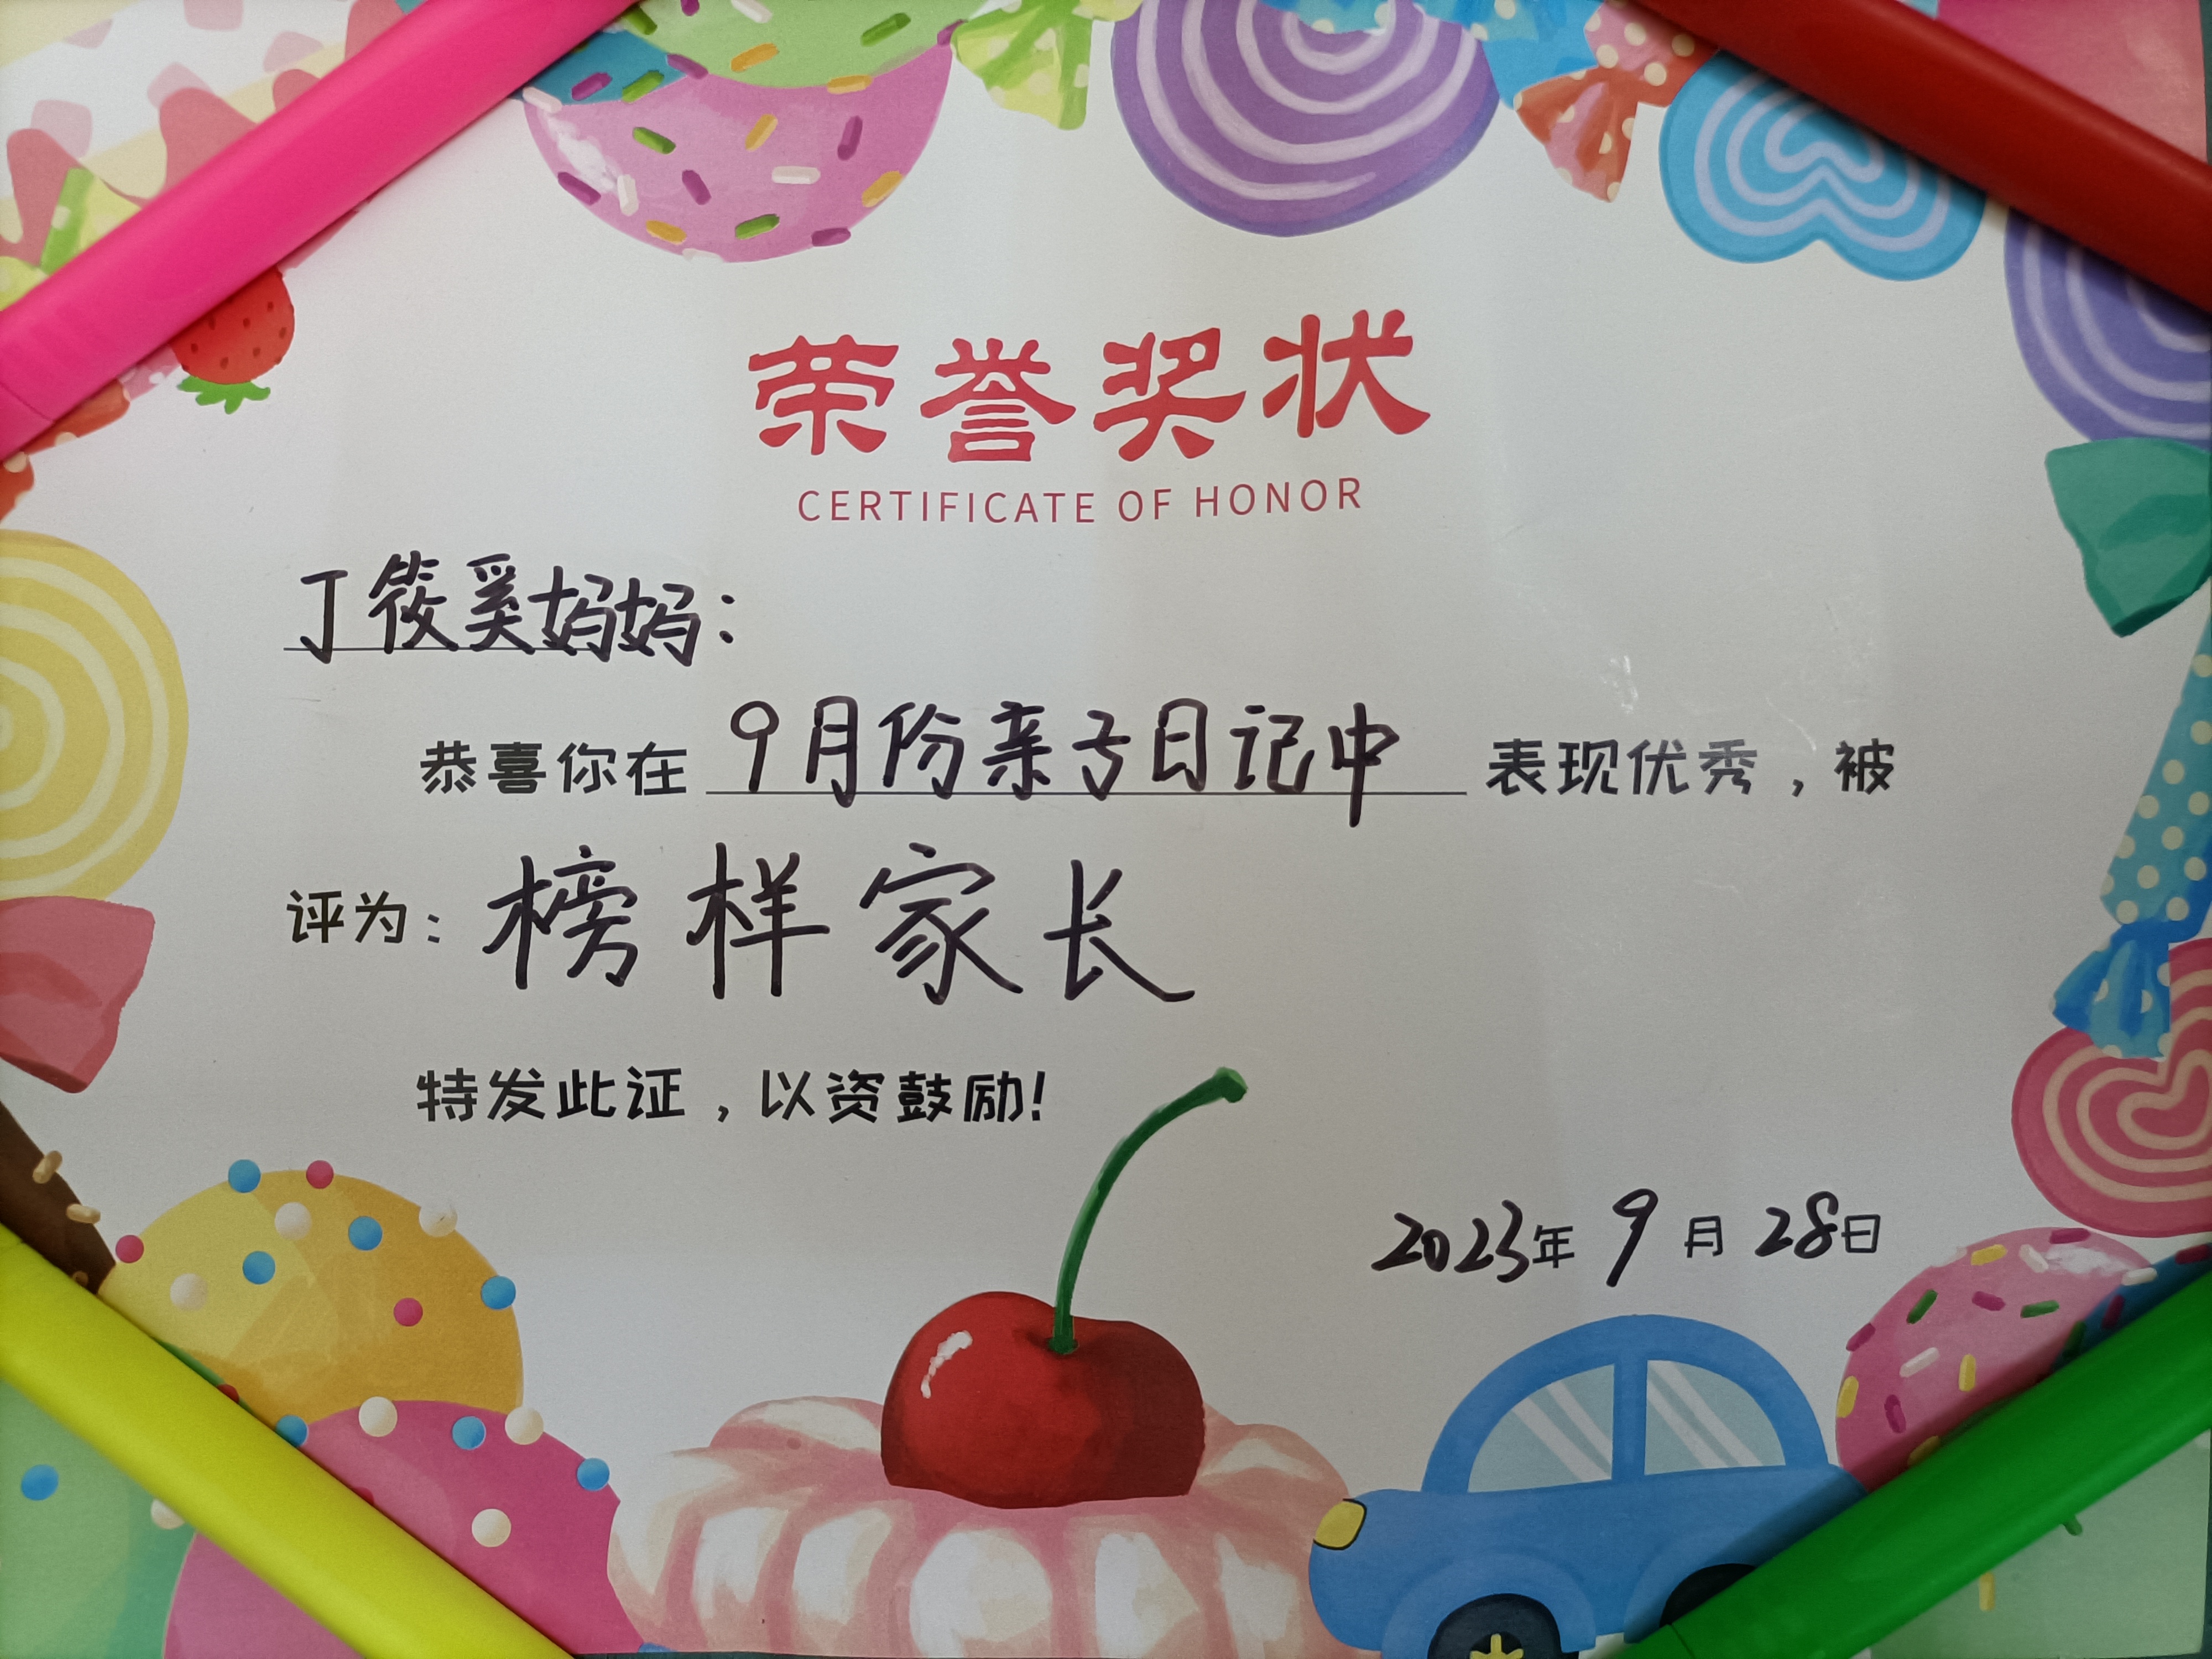 荣誉奖状
CERTIFICATE OF HONOR
丁筱奚妈妈：
恭喜你在 9月份亲子日记中 表现优秀，被
评为：榜样家长
特发此证，以资鼓励！
2023年 9 月 28日